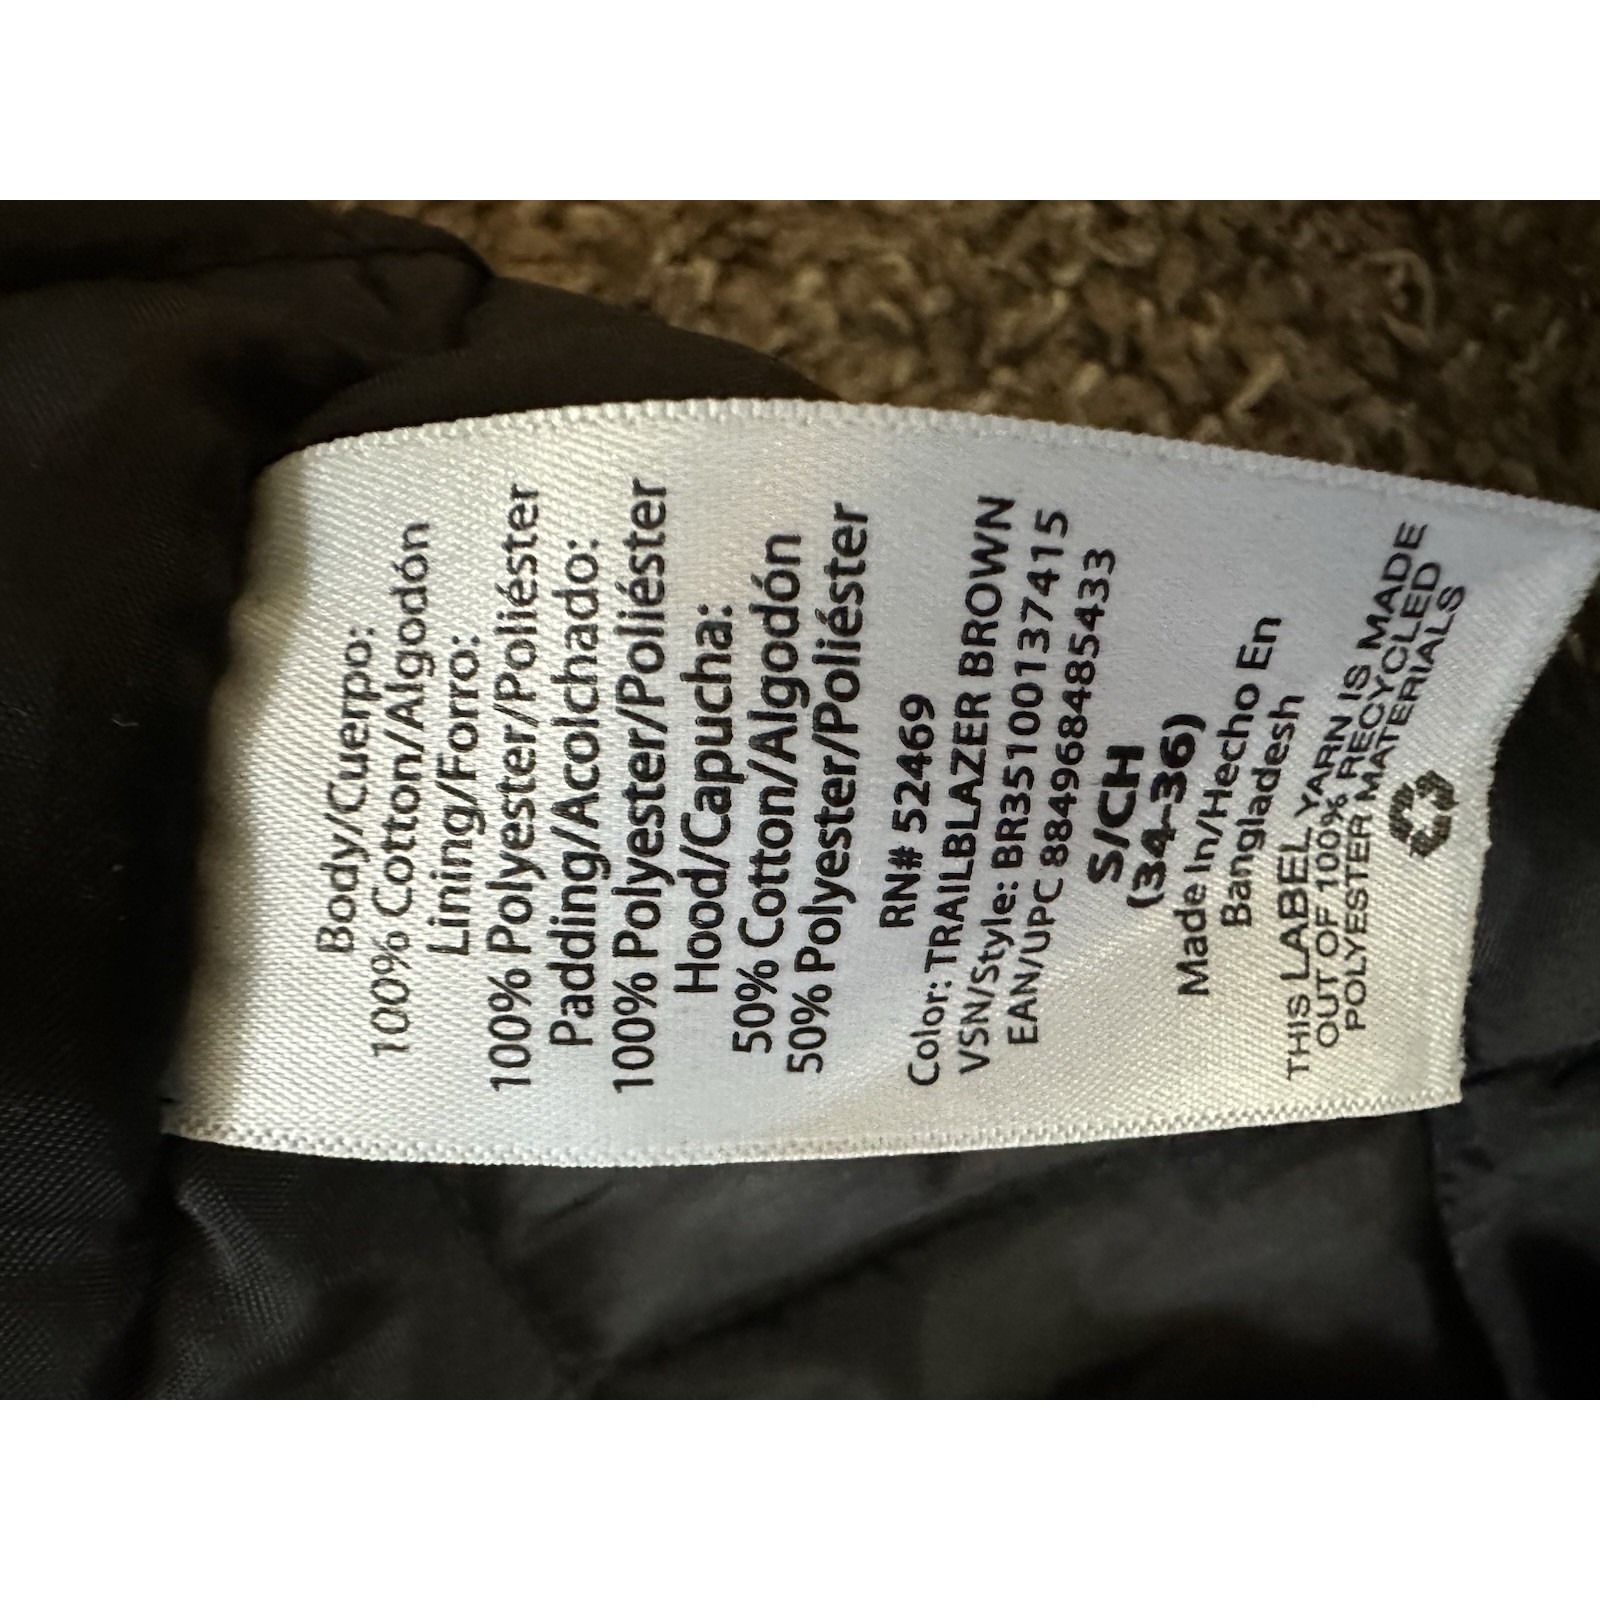 Body/Cuerpo:
100% Cotton/Algodón
Lining/Forro:
100% Polyester/Poliéster
Padding/Acolchado:
100% Polyester/Poliéster
Hood/Capucha:
50% Cotton/Algodón
50% Polyester/Poliéster
RN# 52469
Color: TRAILBLAZER BROWN
VSN/Style: BR35100137415
EAN/UPC 884968485433
S/CH
(34-36)
Made In/Hecho En
Bangladesh
THIS LABEL YARN IS MADE
OUT OF 100% RECYCLED
POLYESTER MATERIALS